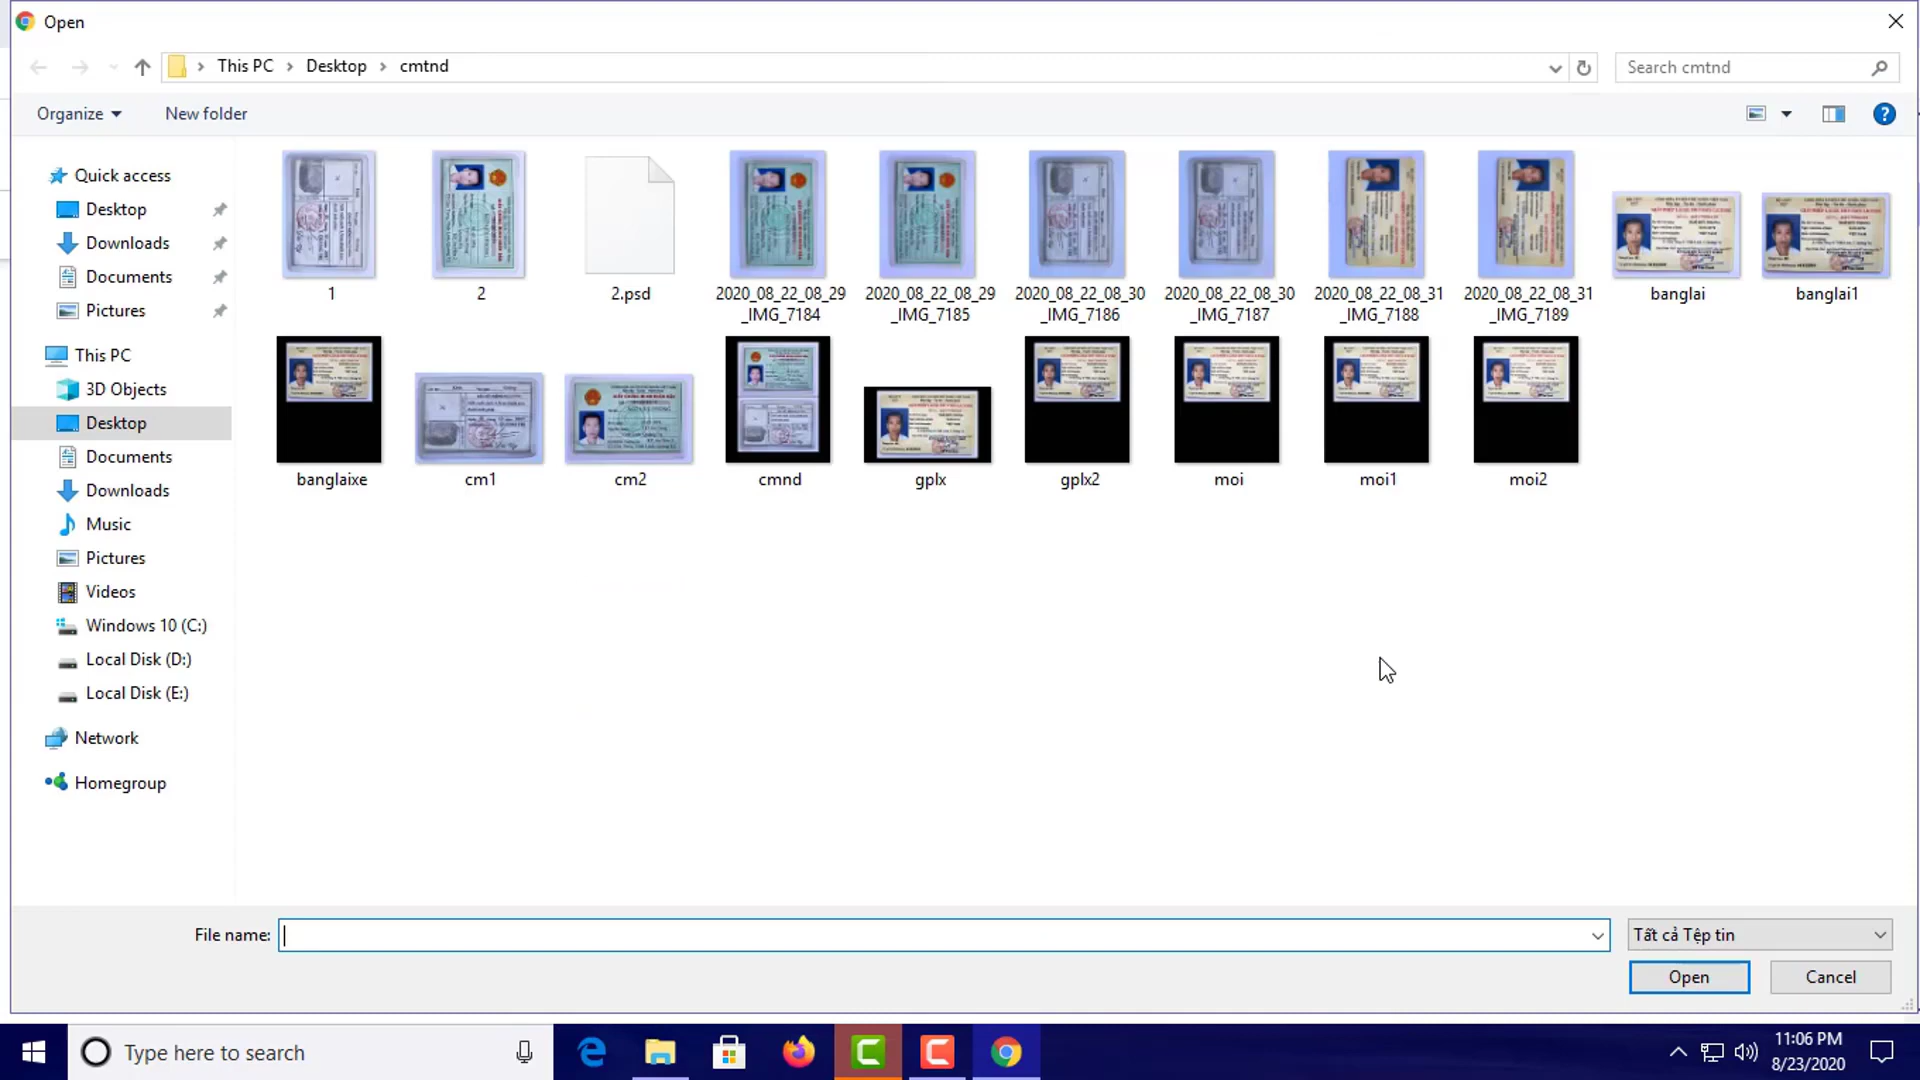 Open
This PC
Desktop
cmtnd
Search cmtnd
Organize
New folder
Quick access
Desktop
Downloads
Documents
Pictures
This PC
3D Objects
Desktop
Documents
Downloads
Music
Pictures
Videos
Windows 10 (C:)
Local Disk (D:)
Local Disk (E:)
Network
Homegroup
1
2
2.psd
2020_08_22_08_29
_IMG_7184
2020_08_22_08_29
_IMG_7185
2020_08_22_08_30
_IMG_7186
2020_08_22_08_30
_IMG_7187
2020_08_22_08_31
_IMG_7188
2020_08_22_08_31
_IMG_7189
banglai
banglai1
banglaixe
cm1
cm2
cmnd
gplx
gplx2
moi
moi1
moi2
File name:
Tất cả Tệp tin
Open
Cancel
Type here to search
11:06 PM
8/23/2020